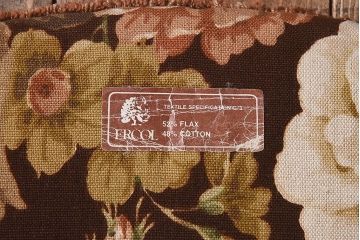 TEXTILE SPECIFICATION
52% FLAX
48% COTTON
ERCOL